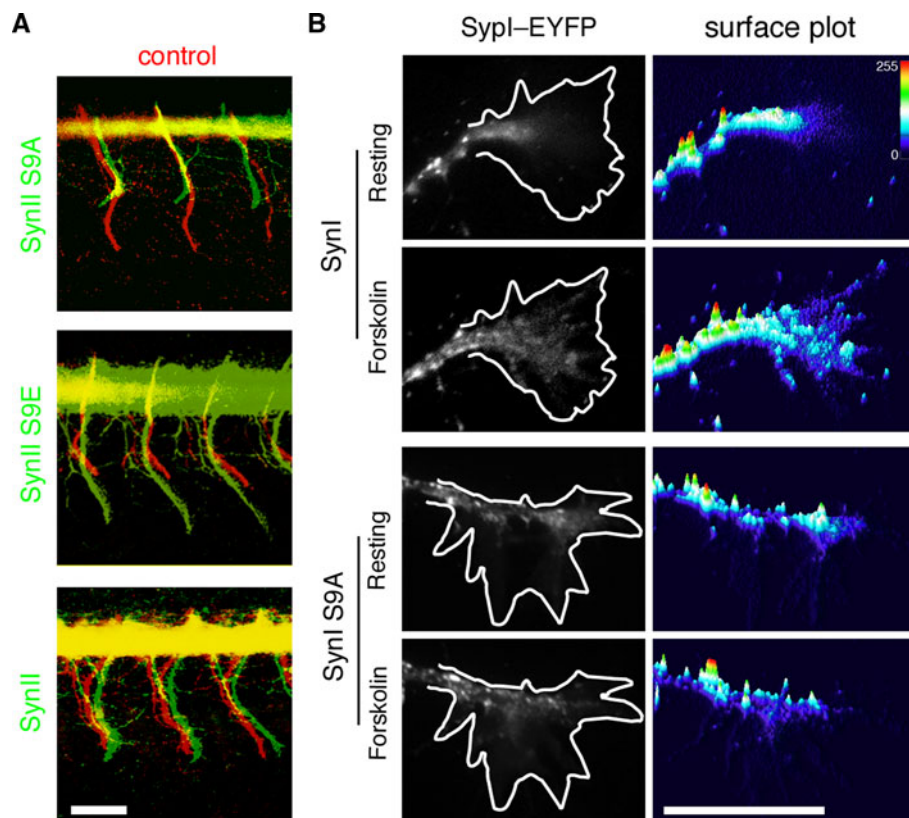 A
control
SynII S9A
SynII S9E
SynII
B
SypI–EYFP
surface plot
255
0
SynI
Resting
Forskolin
SynI S9A
Resting
Forskolin